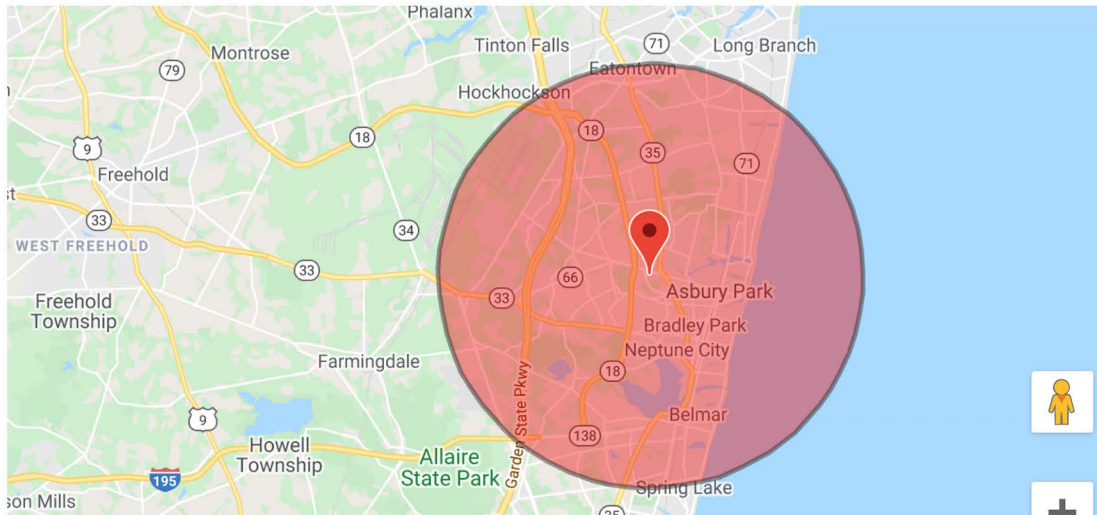 Phalanx
Tinton Falls
71
Long Branch
Montrose
79
Eatontown
Hockhockson
18
18
9
35
71
Freehold
st
33
34
WEST FREEHOLD
33
66
33
Asbury Park
Freehold
Township
Bradley Park
Neptune City
Farmingdale
18
Garden State Pkwy
9
Belmar
138
Howell
Township
Allaire
State Park
195
son Mills
Spring Lake
35